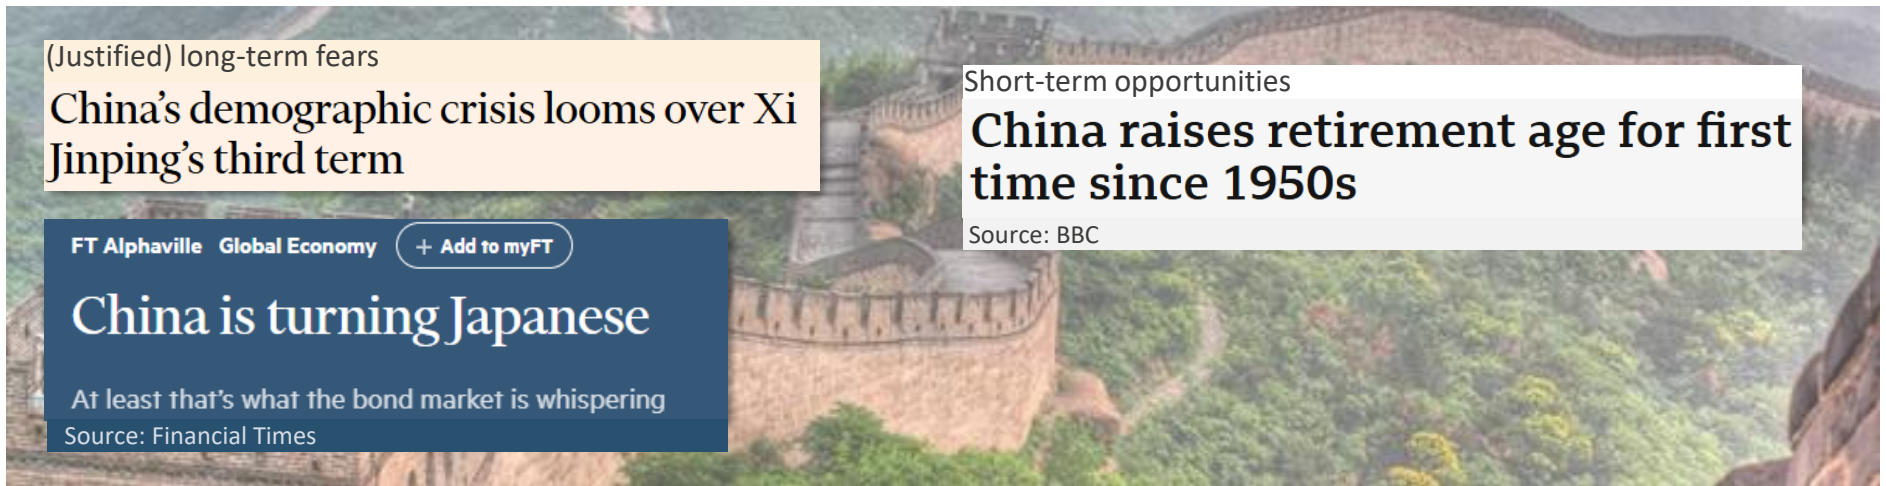 (Justified) long-term fears
China's demographic crisis looms over Xi
Jinping's third term
FT Alphaville Global Economy + Add to myFT
China is turning Japanese
At least that's what the bond market is whispering
Source: Financial Times
Short-term opportunities
China raises retirement age for first
time since 1950s
Source: BBC